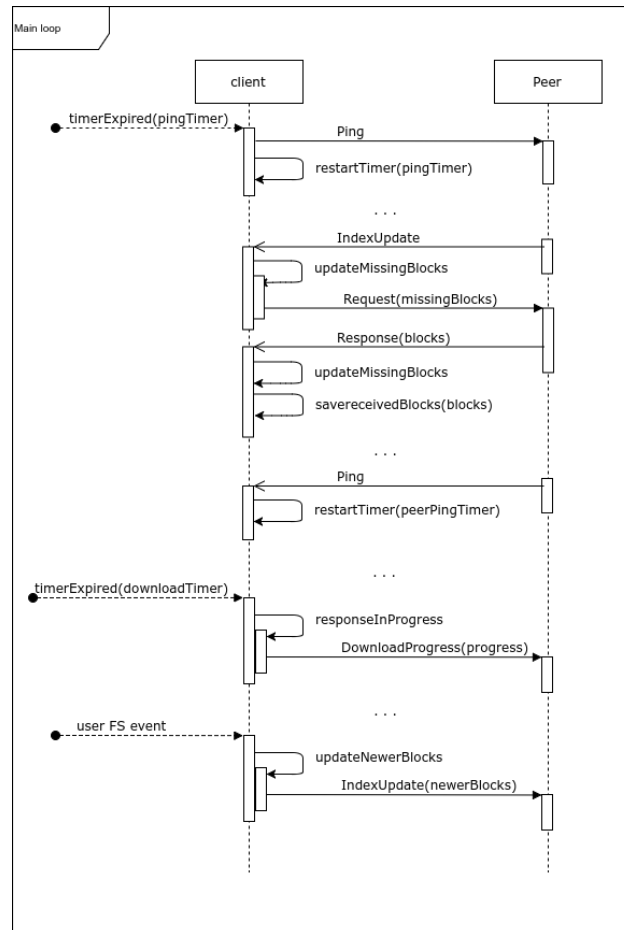 Main loop
client
Peer
timerExpired(pingTimer)
Ping
restartTimer(pingTimer)
. . .
IndexUpdate
updateMissingBlocks
Request(missingBlocks)
Response(blocks)
updateMissingBlocks
savereceivedBlocks(blocks)
. . .
Ping
restartTimer(peerPingTimer)
. . .
timerExpired(downloadTimer)
responseInProgress
DownloadProgress(progress)
. . .
user FS event
updateNewerBlocks
IndexUpdate(newerBlocks)